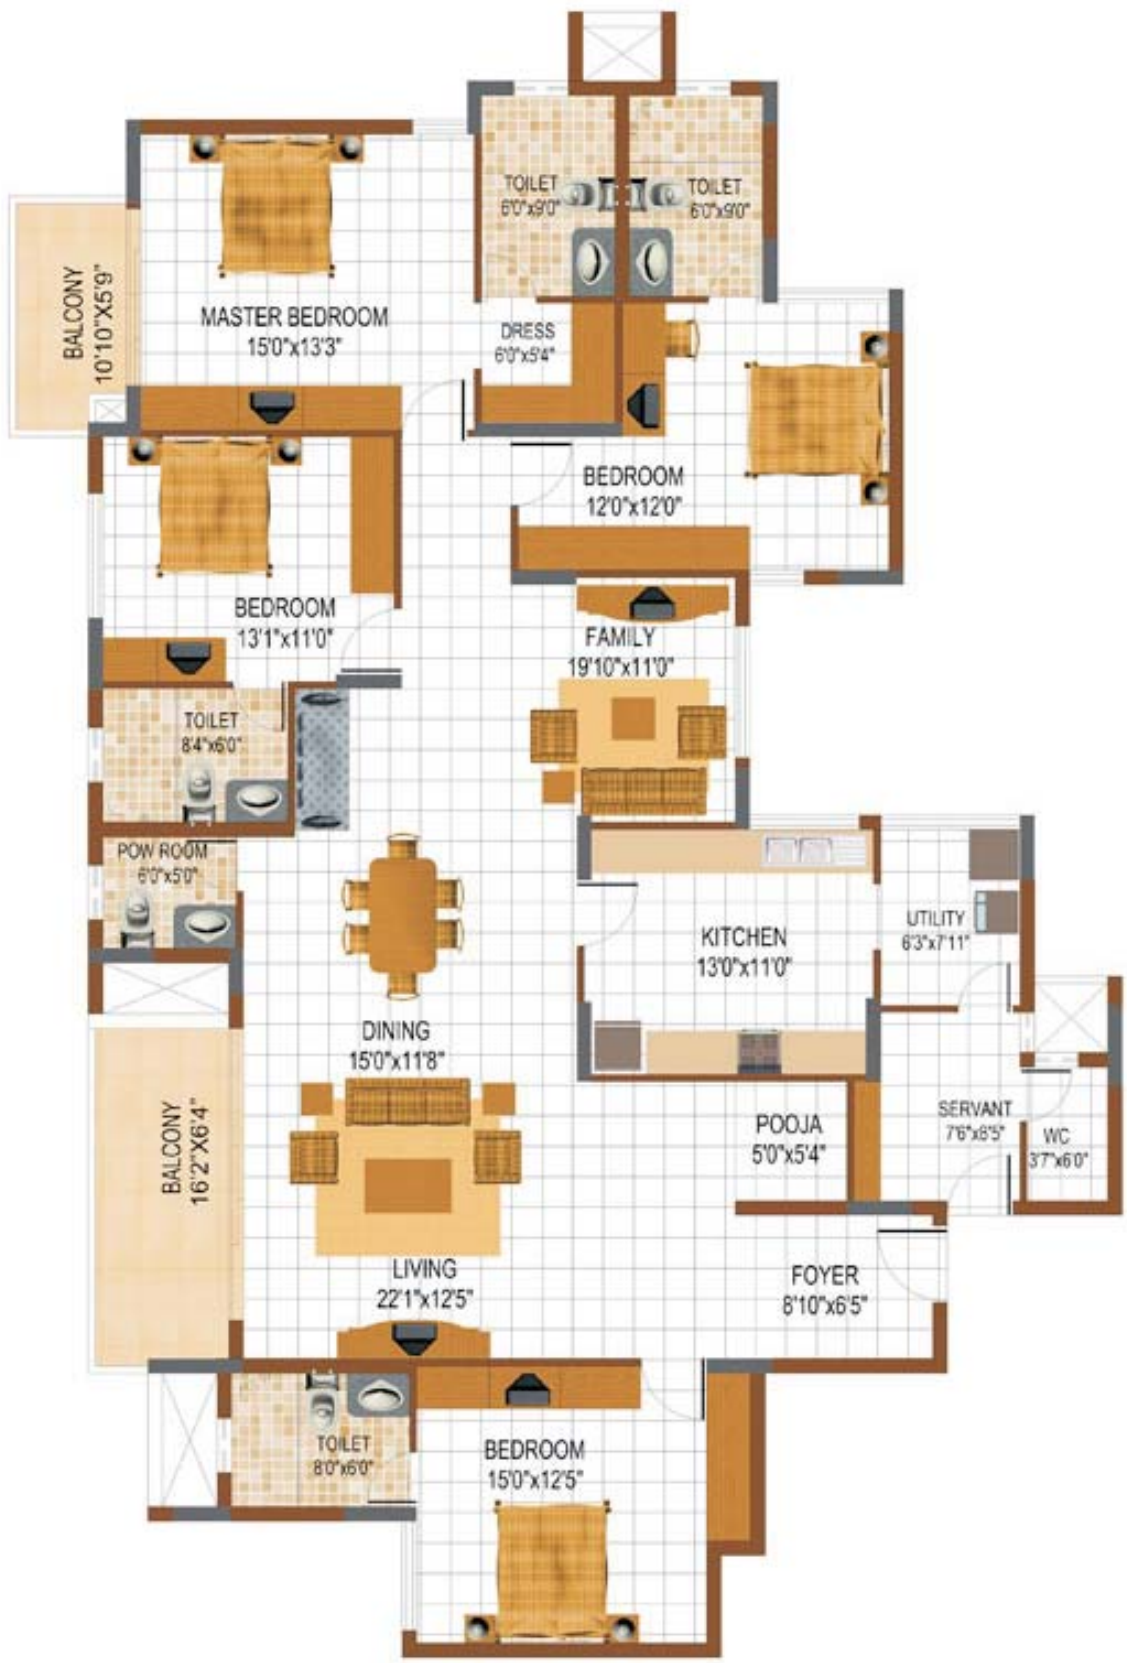 TOILET
6'0"x9'0"
TOILET
6'0"x9'0"
BALCONY
10'10"X5'9"
MASTER BEDROOM
15'0"x13'3"
DRESS
6'0"x5'4"
BEDROOM
12'0"x12'0"
BEDROOM
13'1"x11'0"
FAMILY
19'10"x11'0"
TOILET
8'4"x6'0"
POW ROOM
6'0"x5'0"
KITCHEN
13'0"x11'0"
UTILITY
6'3"x7'11"
DINING
15'0"x11'8"
BALCONY
16'2"X6'4"
POOJA
5'0"x5'4"
SERVANT
7'6"x8'5"
WC
3'7"x6'0"
LIVING
22'1"x12'5"
FOYER
8'10"x6'5"
TOILET
8'0"x6'0"
BEDROOM
15'0"x12'5"